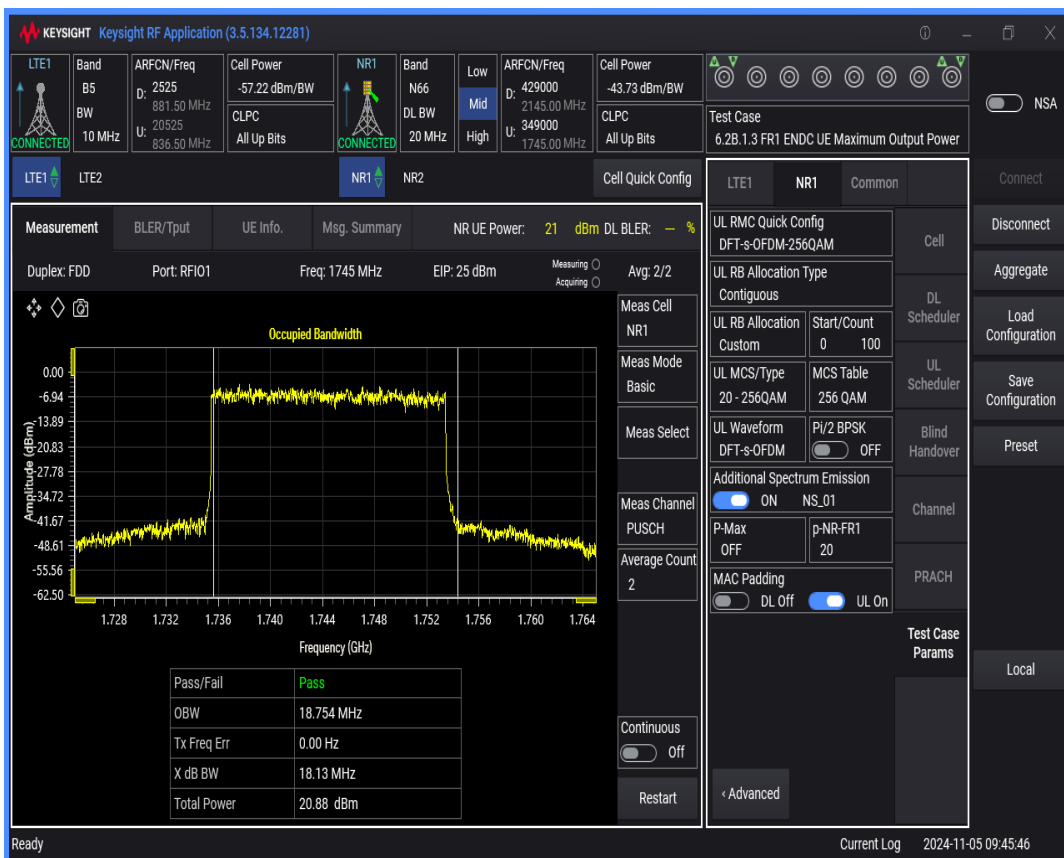 KEYSIGHT Keysight RF Application (3.5.134.12281)
LTE1
CONNECTED
Band
B5
BW
10 MHz
ARFCN/Freq
D: 2525
881.50 MHz
U: 20525
836.50 MHz
Cell Power
-57.22 dBm/BW
CLPC
All Up Bits
NR1
CONNECTED
Band
N66
DL BW
20 MHz
Low
Mid
High
ARFCN/Freq
D: 429000
2145.00 MHz
U: 349000
1745.00 MHz
Cell Power
-43.73 dBm/BW
CLPC
All Up Bits
Test Case
6.2B.1.3 FR1 ENDC UE Maximum Output Power
NSA
LTE1 LTE2 NR1 NR2 Cell Quick Config
Measurement BLER/Tput UE Info. Msg. Summary NR UE Power: 21 dBm DL BLER: — %
Duplex: FDD Port: RFIO1 Freq: 1745 MHz EIP: 25 dBm Measuring Avg: 2/2
Acquiring
Occupied Bandwidth
Amplitude (dBm)
0.00
-6.94
-13.89
-20.83
-27.78
-34.72
-41.67
-48.61
-55.56
-62.50
1.728 1.732 1.736 1.740 1.744 1.748 1.752 1.756 1.760 1.764
Frequency (GHz)
Pass/Fail Pass
OBW 18.754 MHz
Tx Freq Err 0.00 Hz
X dB BW 18.13 MHz
Total Power 20.88 dBm
Meas Cell
NR1
Meas Mode
Basic
Meas Select
Meas Channel
PUSCH
Average Count
2
Continuous
Off
Restart
LTE1 NR1 Common
UL RMC Quick Config
DFT-s-OFDM-256QAM
UL RB Allocation Type
Contiguous
UL RB Allocation Start/Count
Custom 0 100
UL MCS/Type MCS Table
20 - 256QAM 256 QAM
UL Waveform Pi/2 BPSK
DFT-s-OFDM OFF
Additional Spectrum Emission
ON NS_01
P-Max p-NR-FR1
OFF 20
MAC Padding
DL Off UL On
‹ Advanced
Cell
DL
Scheduler
UL
Scheduler
Blind
Handover
Channel
PRACH
Test Case
Params
Connect
Disconnect
Aggregate
Load
Configuration
Save
Configuration
Preset
Local
Ready Current Log 2024-11-05 09:45:46